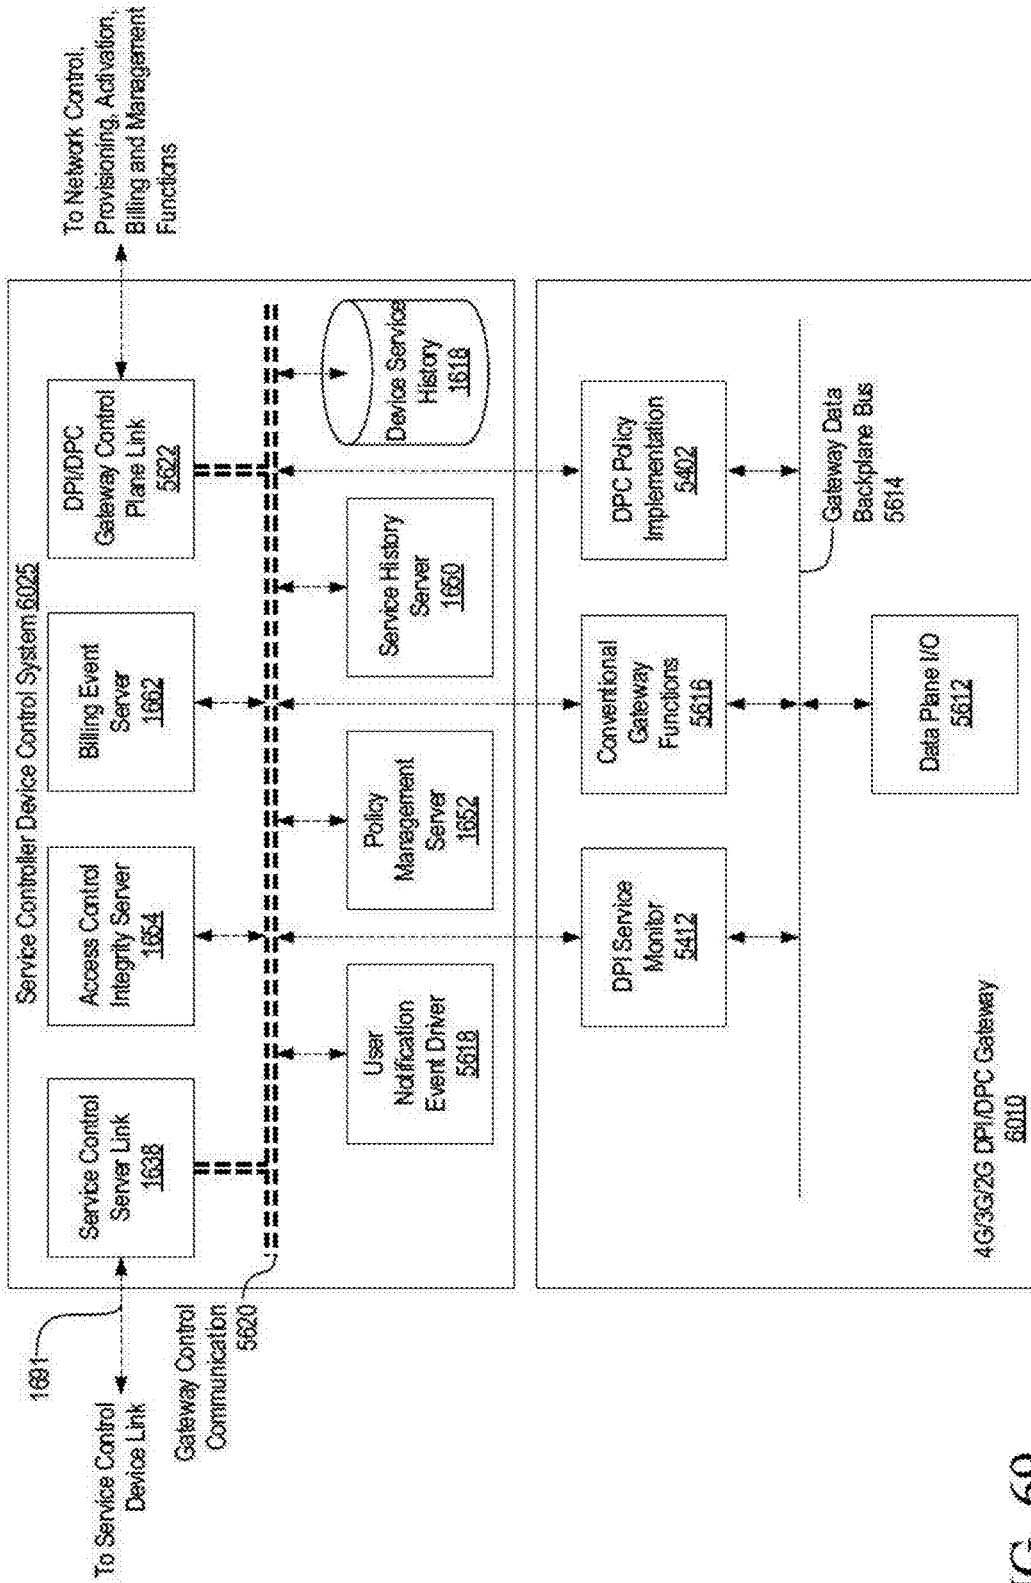 To Network Control,
Provisioning, Activation,
Billing and Management
Functions
Service Controller Device Control System 6025
Service Control
Server Link
1638
Access Control
Integrity Server
1654
Billing Event
Server
1662
DPI/DPC
Gateway Control
Plane Link
5622
1691
To Service Control
Device Link
Gateway Control
Communication
5620
User
Notification
Event Driver
5618
Policy
Management
Server
1652
Service History
Server
1650
Device Service
History
1618
DPI Service
Monitor
5412
Conventional
Gateway
Functions
5616
DPC Policy
Implementation
5402
Gateway Data
Backplane Bus
5614
Data Plane I/O
5612
4G/3G/2G DPI/DPC Gateway
6010